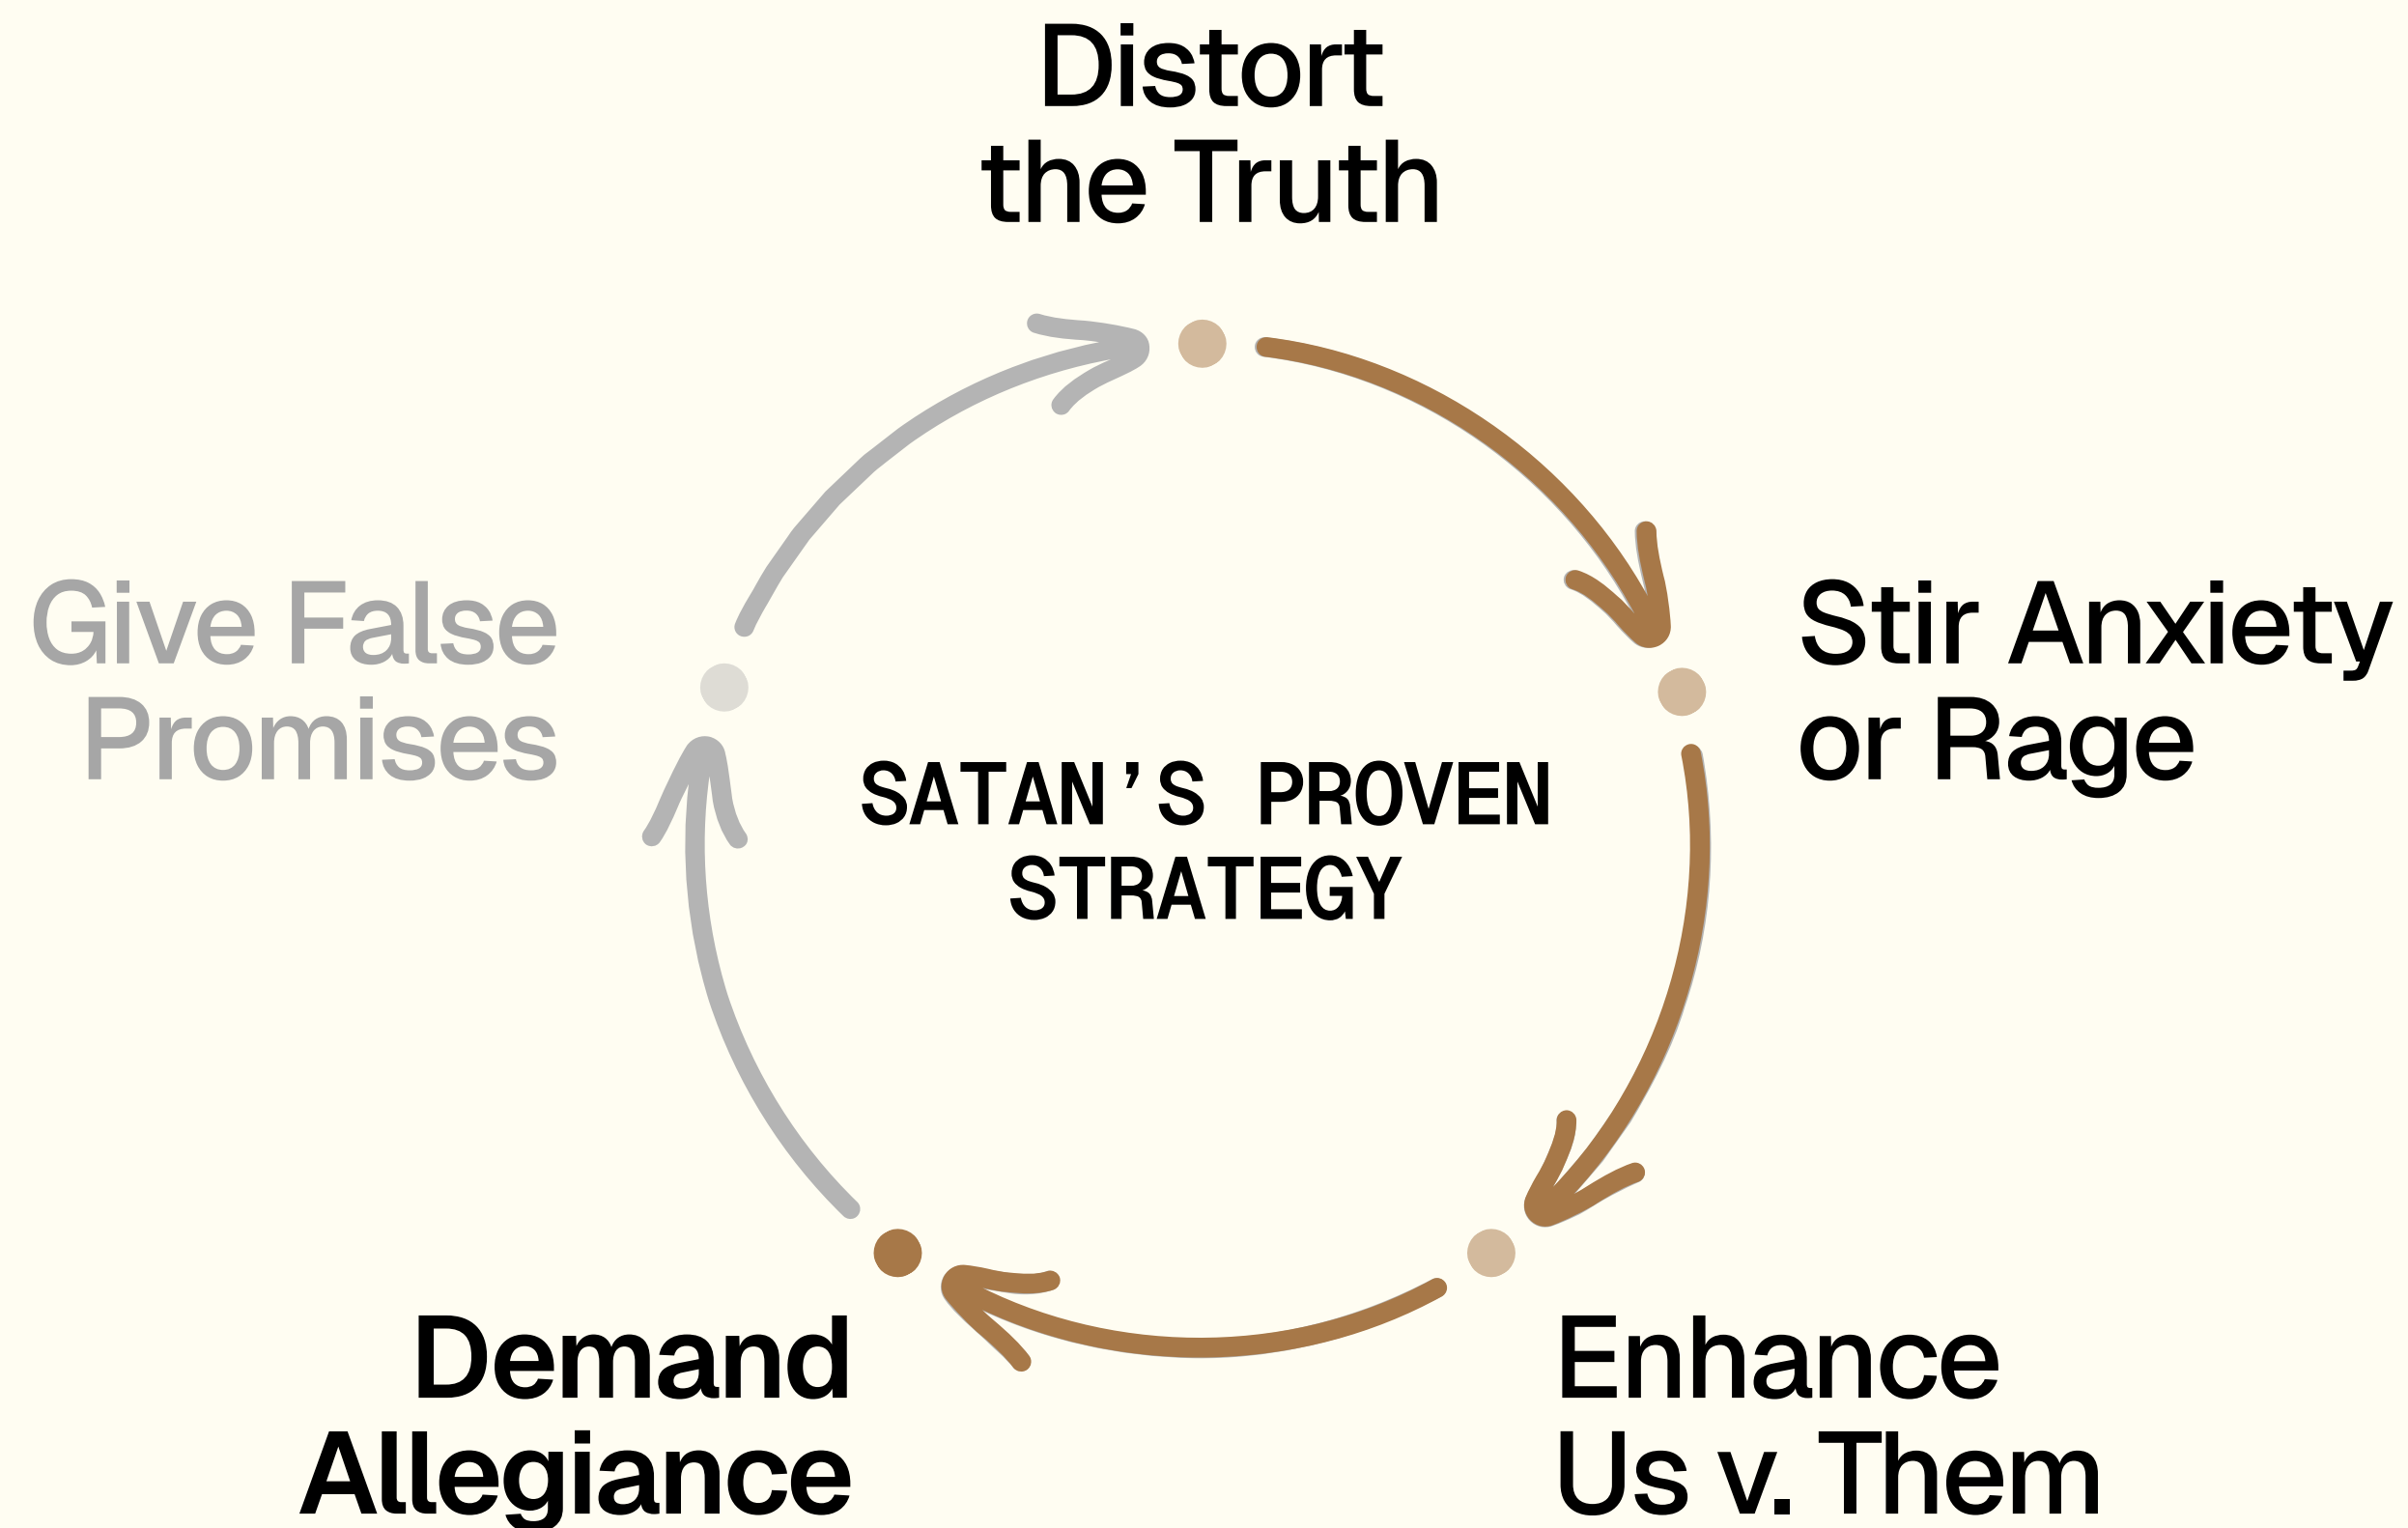 Distort
the Truth
Stir Anxiety
or Rage
Enhance
Us v. Them
Demand
Allegiance
Give False
Promises
SATAN’S PROVEN
STRATEGY